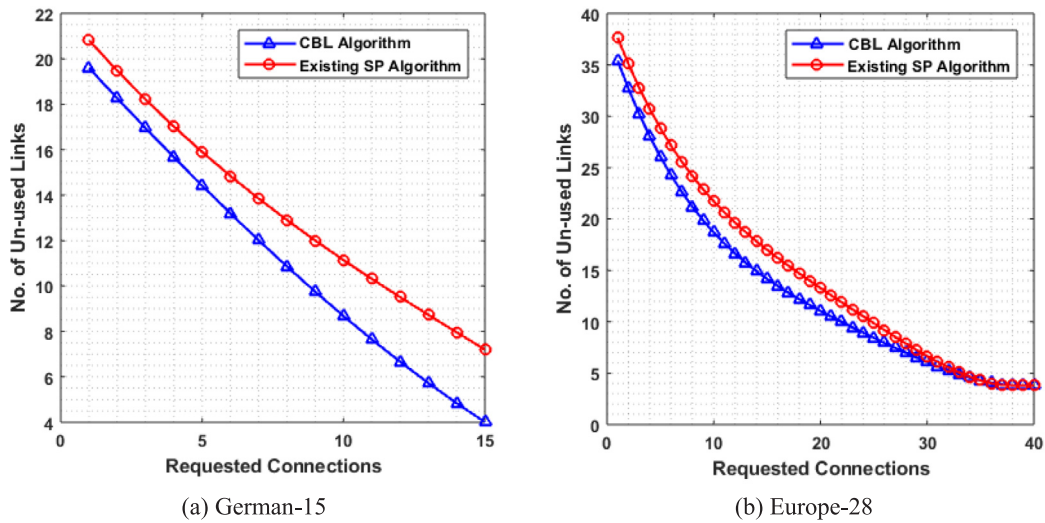 22
20
18
16
14
12
10
8
6
4
No. of Un-used Links
CBL Algorithm
Existing SP Algorithm
0
5
10
15
Requested Connections
(a) German-15
40
35
30
25
20
15
10
5
0
No. of Un-used Links
CBL Algorithm
Existing SP Algorithm
0
10
20
30
40
Requested Connections
(b) Europe-28